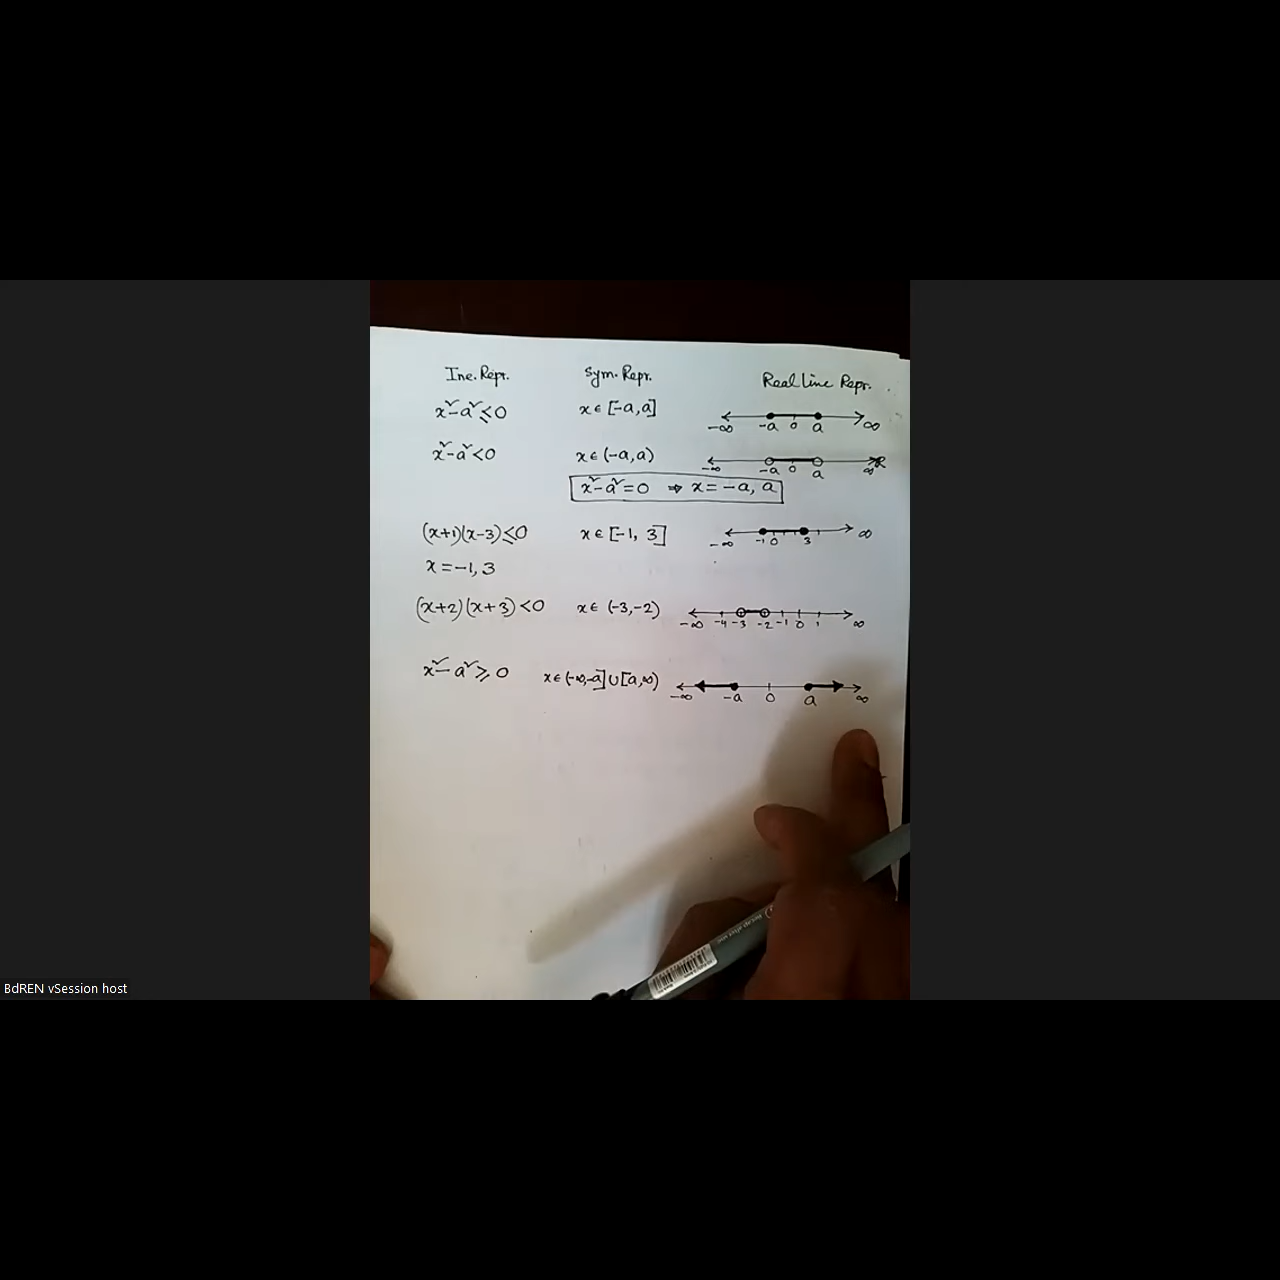 Ine. Repr. Sym. Repr. Real Line Repr.
x²-a²≤0 x∈[-a,a] -∞ -a 0 a ∞
x²-a²<0 x∈(-a,a) -∞ -a 0 a ∞ R
x²-a²=0 ⇒ x=-a, a
(x+1)(x-3)≤0 x∈[-1, 3] -∞ -1 0 3 ∞
x=-1,3
(x+2)(x+3)<0 x∈(-3,-2) -∞ -4 -3 -2 -1 0 1 ∞
x²-a²≥0 x∈(-∞,-a]∪[a,∞) -∞ -a 0 a ∞
BdREN vSession host